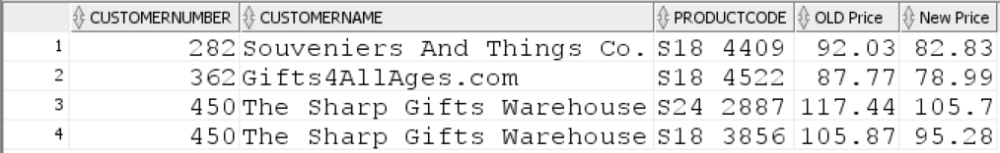 CUSTOMERNUMBER CUSTOMERNAME PRODUCTCODE OLD Price New Price
1 282 Souveniers And Things Co. S18 4409 92.03 82.83
2 362 Gifts4AllAges.com S18 4522 87.77 78.99
3 450 The Sharp Gifts Warehouse S24 2887 117.44 105.7
4 450 The Sharp Gifts Warehouse S18 3856 105.87 95.28